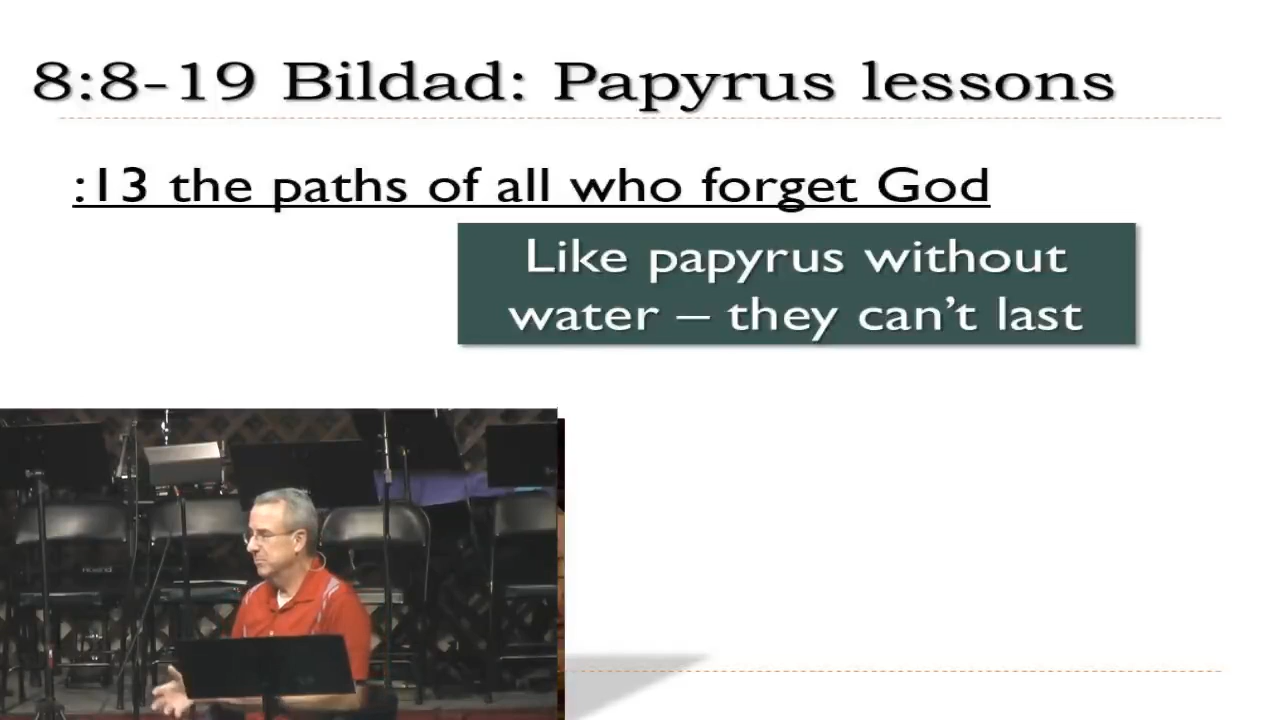 8:8-19 Bildad: Papyrus lessons
:13 the paths of all who forget God
Like papyrus without
water – they can't last
Roland